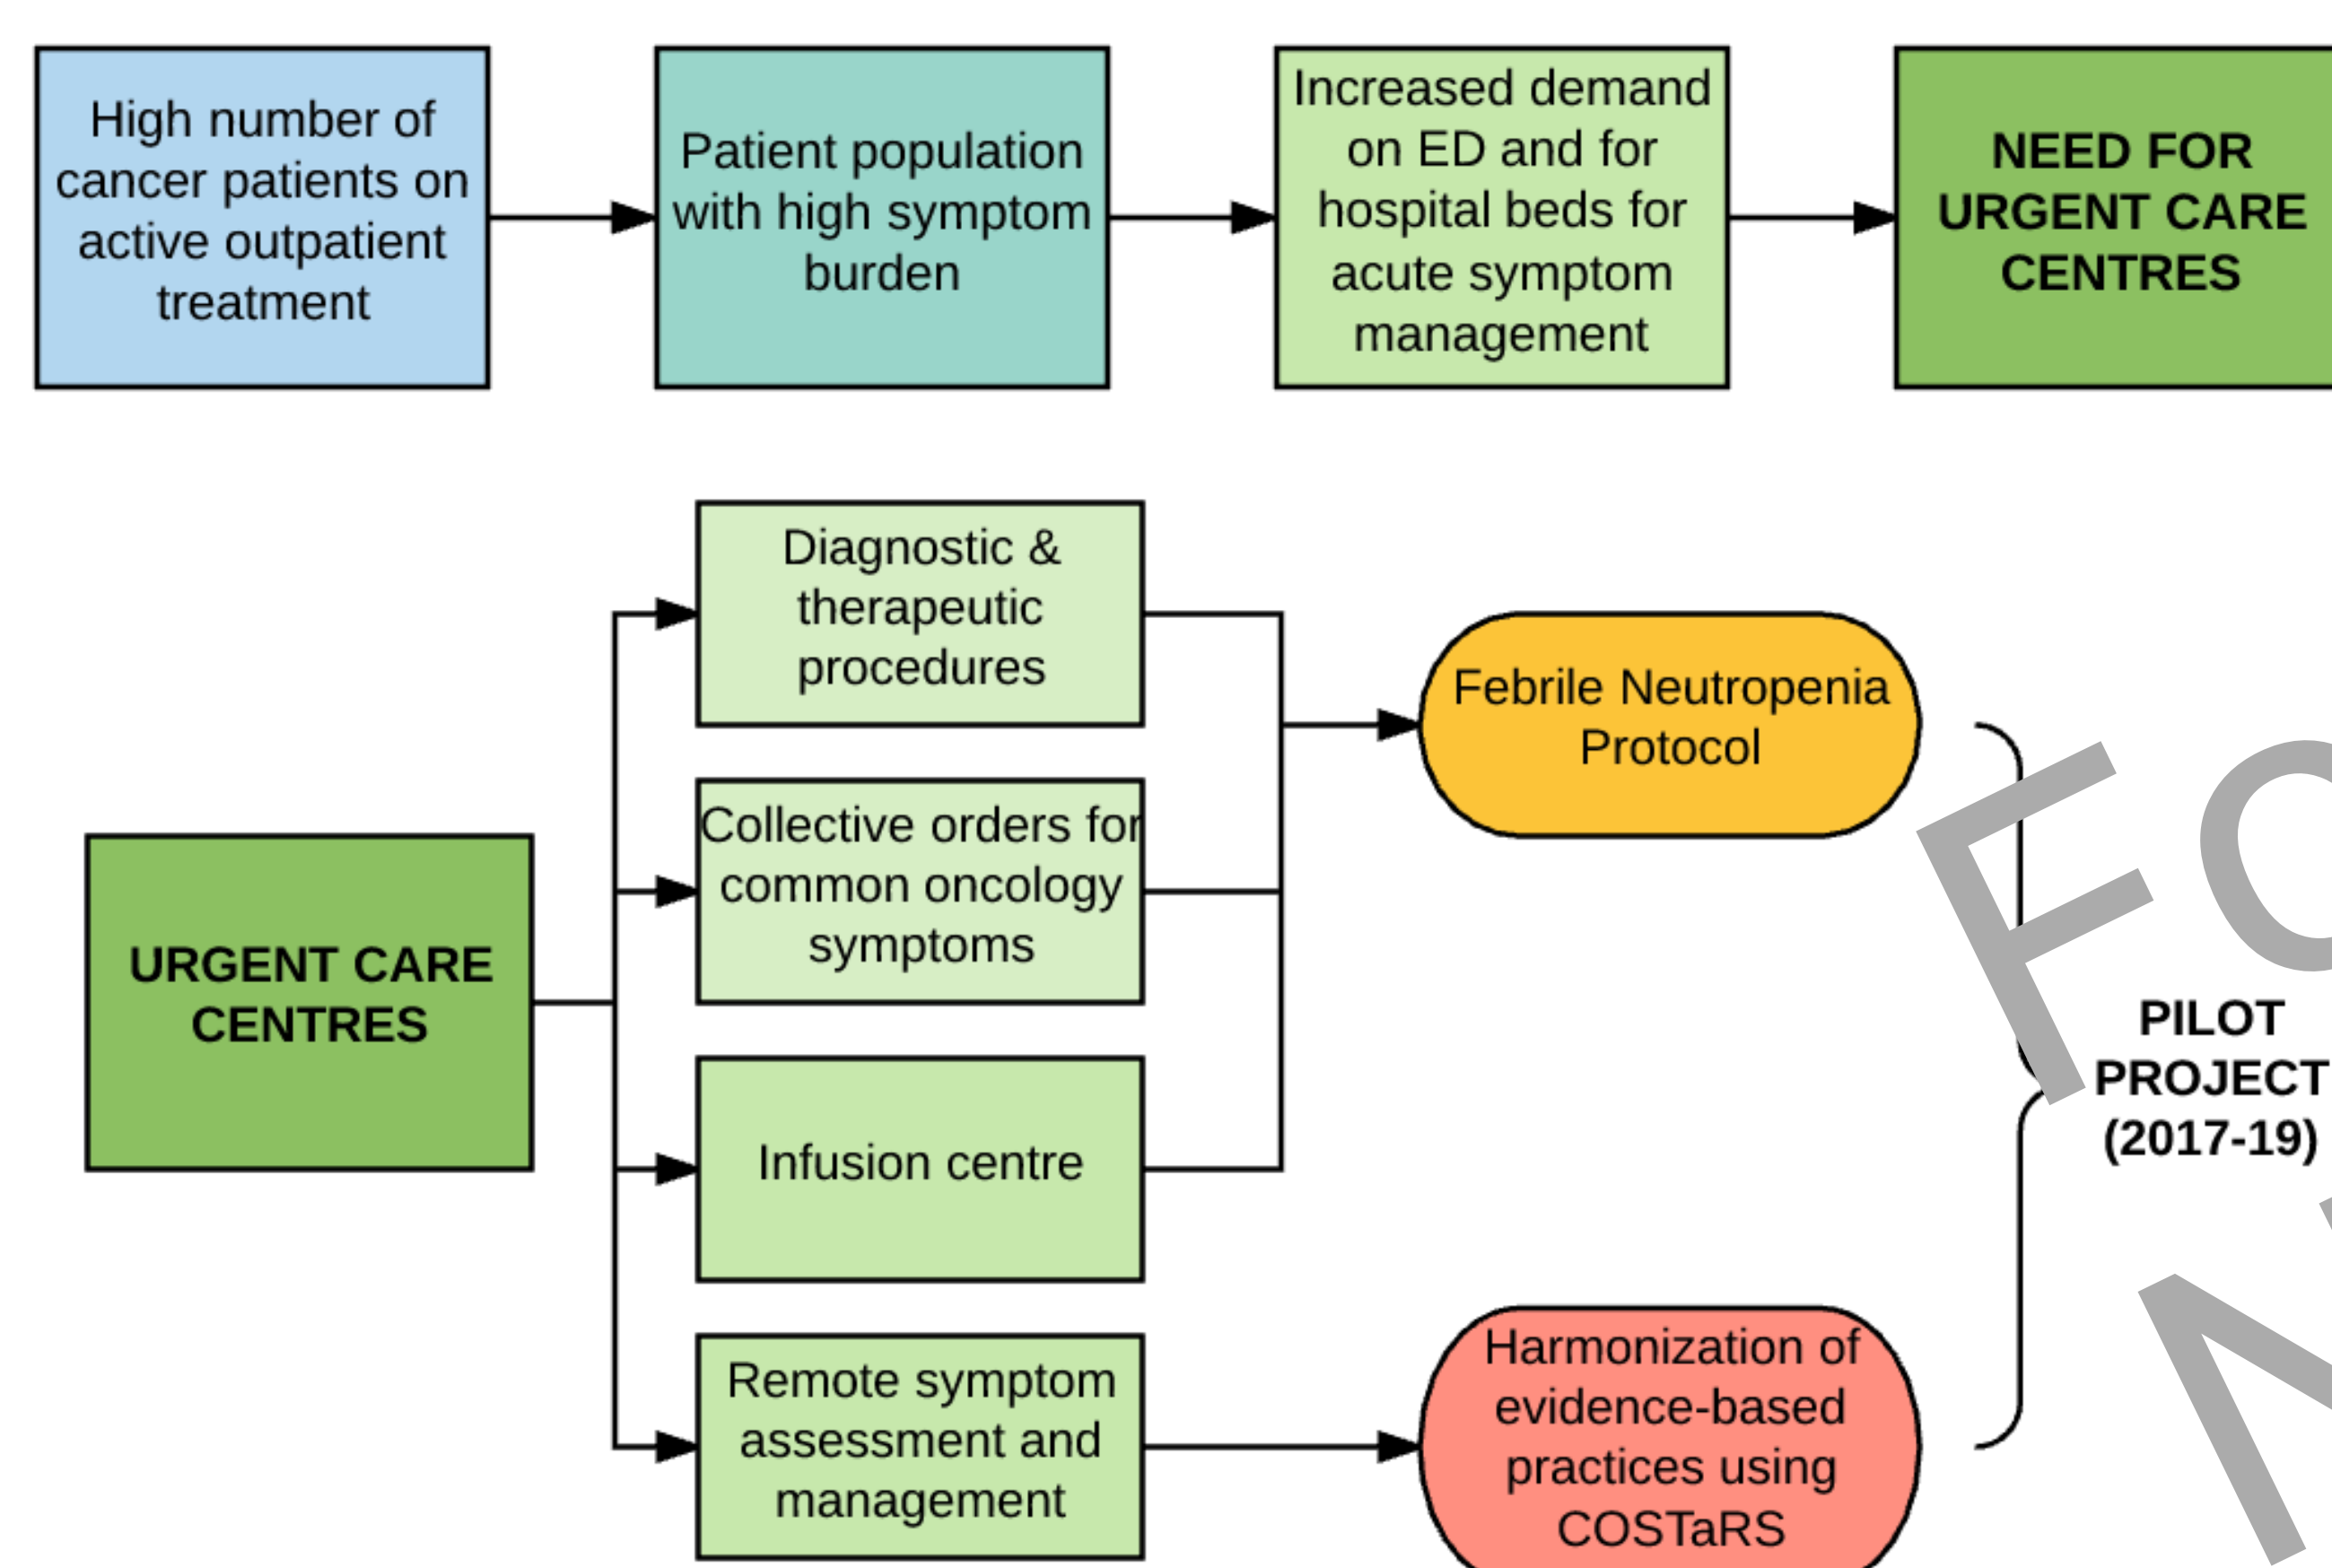 High number of
cancer patients on
active outpatient
treatment
Patient population
with high symptom
burden
Increased demand
on ED and for
hospital beds for
acute symptom
management
NEED FOR
URGENT CARE
CENTRES
URGENT CARE
CENTRES
Diagnostic &
therapeutic
procedures
Collective orders for
common oncology
symptoms
Infusion centre
Remote symptom
assessment and
management
Febrile Neutropenia
Protocol
Harmonization of
evidence-based
practices using
COSTaRS
PILOT
PROJECT
(2017-19)